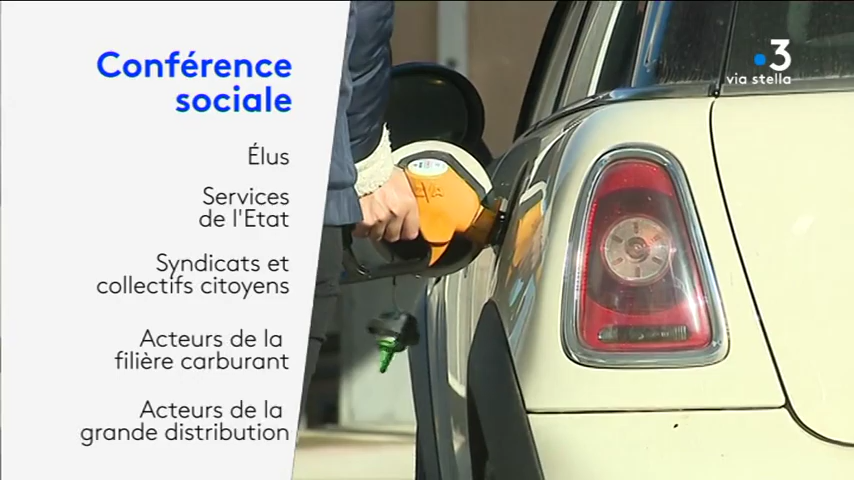 Conférence
sociale
Élus
Services
de l'Etat
Syndicats et
collectifs citoyens
Acteurs de la
filière carburant
Acteurs de la
grande distribution
3
via stella